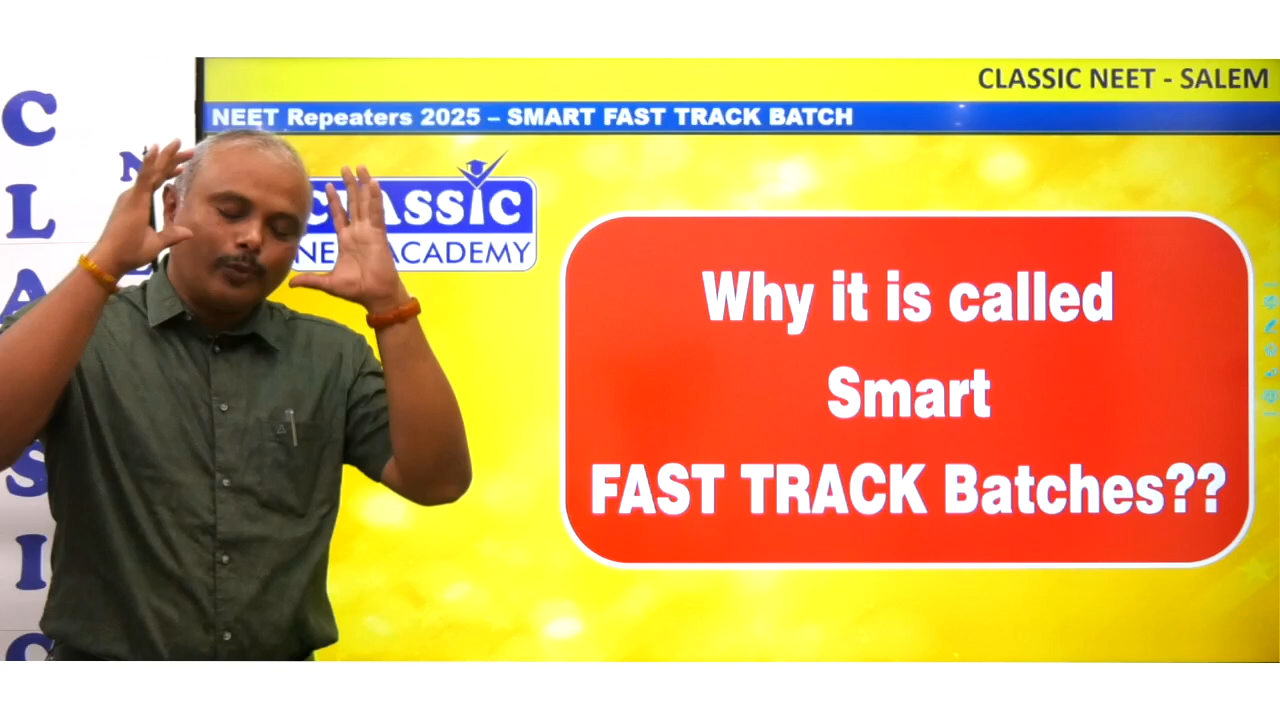 CLASSIC NEET - SALEM
NEET Repeaters 2025 – SMART FAST TRACK BATCH
CLASSIC
ACADEMY
Why it is called
Smart
FAST TRACK Batches??
C
L
A
S
I
C